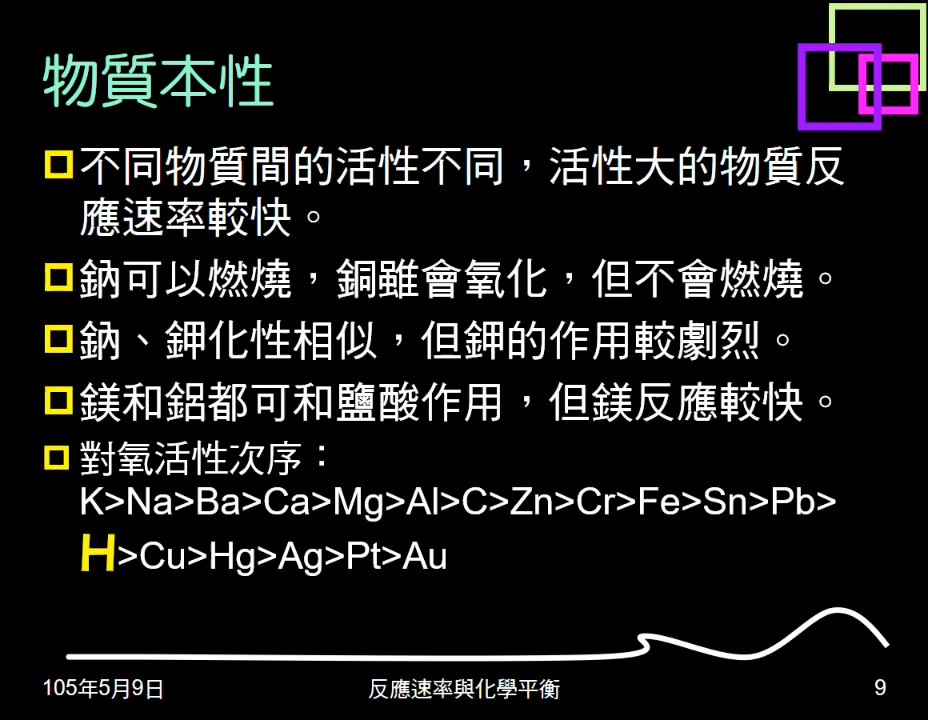 物質本性
不同物質間的活性不同，活性大的物質反
應速率較快。
鈉可以燃燒，銅雖會氧化，但不會燃燒。
鈉、鉀化性相似，但鉀的作用較劇烈。
鎂和鋁都可和鹽酸作用，但鎂反應較快。
對氧活性次序：
K>Na>Ba>Ca>Mg>Al>C>Zn>Cr>Fe>Sn>Pb>
H>Cu>Hg>Ag>Pt>Au
105年5月9日
反應速率與化學平衡
9